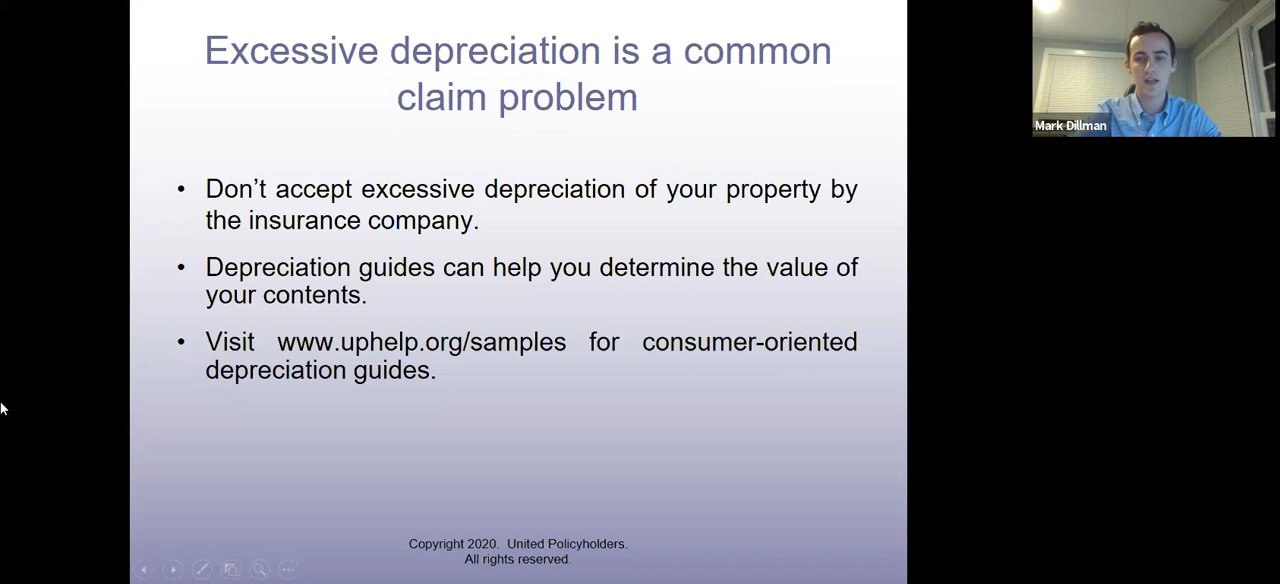 Excessive depreciation is a common
claim problem
• Don’t accept excessive depreciation of your property by
the insurance company.
• Depreciation guides can help you determine the value of
your contents.
• Visit www.uphelp.org/samples for consumer-oriented
depreciation guides.
Copyright 2020. United Policyholders.
All rights reserved.
Mark Dillman